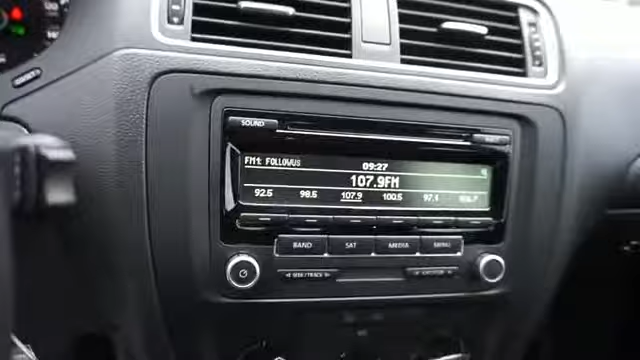 SOUND
FM1: FOLLOWUS 09:27
107.9FM
92.5 98.5 107.9 100.5 97.1
BAND SAT MEDIA MENU
SEEK/TRACK